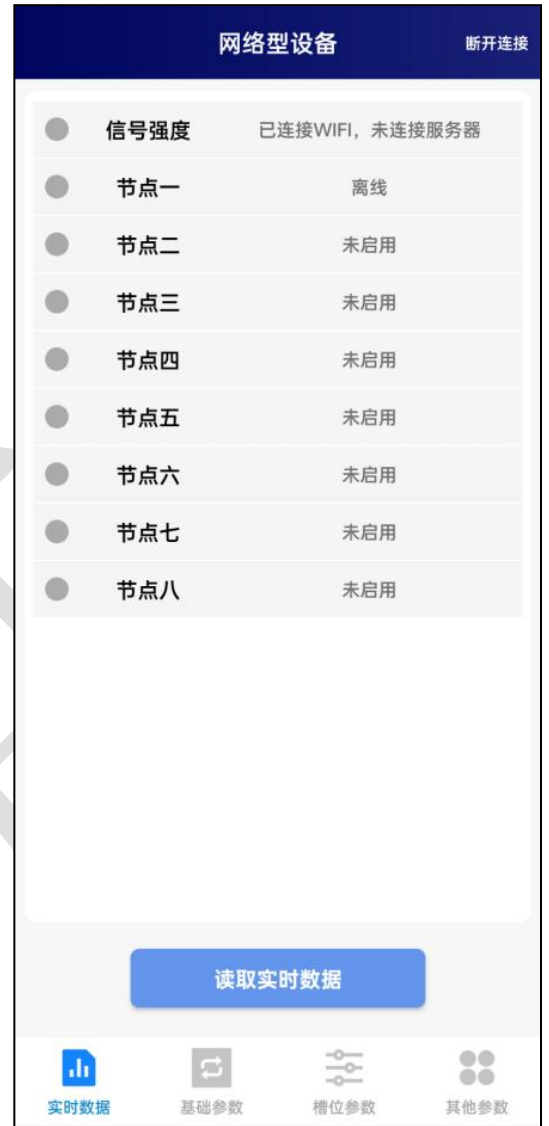 网络型设备 断开连接
信号强度 已连接WIFI，未连接服务器
节点一 离线
节点二 未启用
节点三 未启用
节点四 未启用
节点五 未启用
节点六 未启用
节点七 未启用
节点八 未启用
读取实时数据
实时数据 基础参数 槽位参数 其他参数